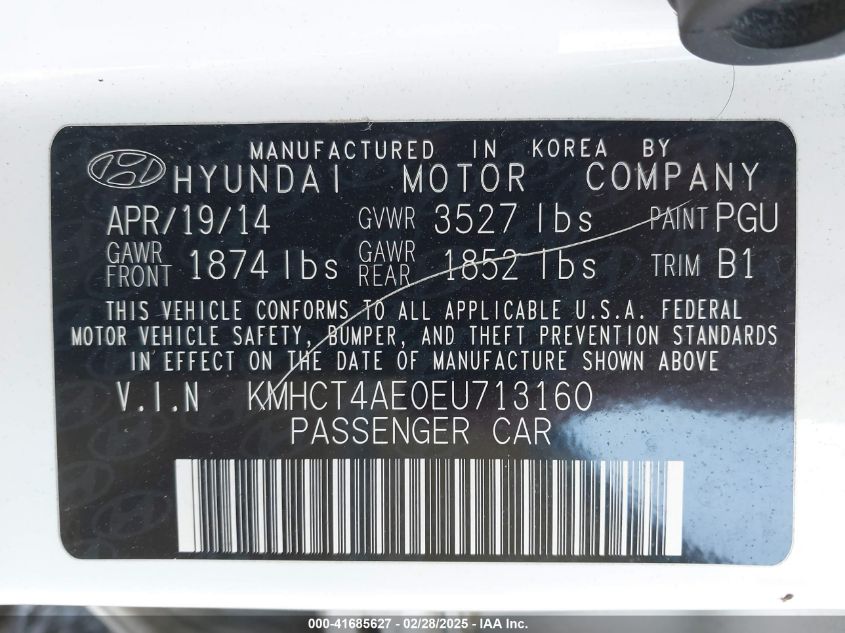 MANUFACTURED IN KOREA BY
HYUNDAI MOTOR COMPANY
APR/19/14 GVWR 3527 lbs PAINT PGU
GAWR FRONT 1874 lbs GAWR REAR 1852 lbs TRIM B1
THIS VEHICLE CONFORMS TO ALL APPLICABLE U.S.A. FEDERAL
MOTOR VEHICLE SAFETY, BUMPER, AND THEFT PREVENTION STANDARDS
IN EFFECT ON THE DATE OF MANUFACTURE SHOWN ABOVE
V.I.N KMHCT4AE0EU713160
PASSENGER CAR
000-41685627 - 02/28/2025 - IAA Inc.